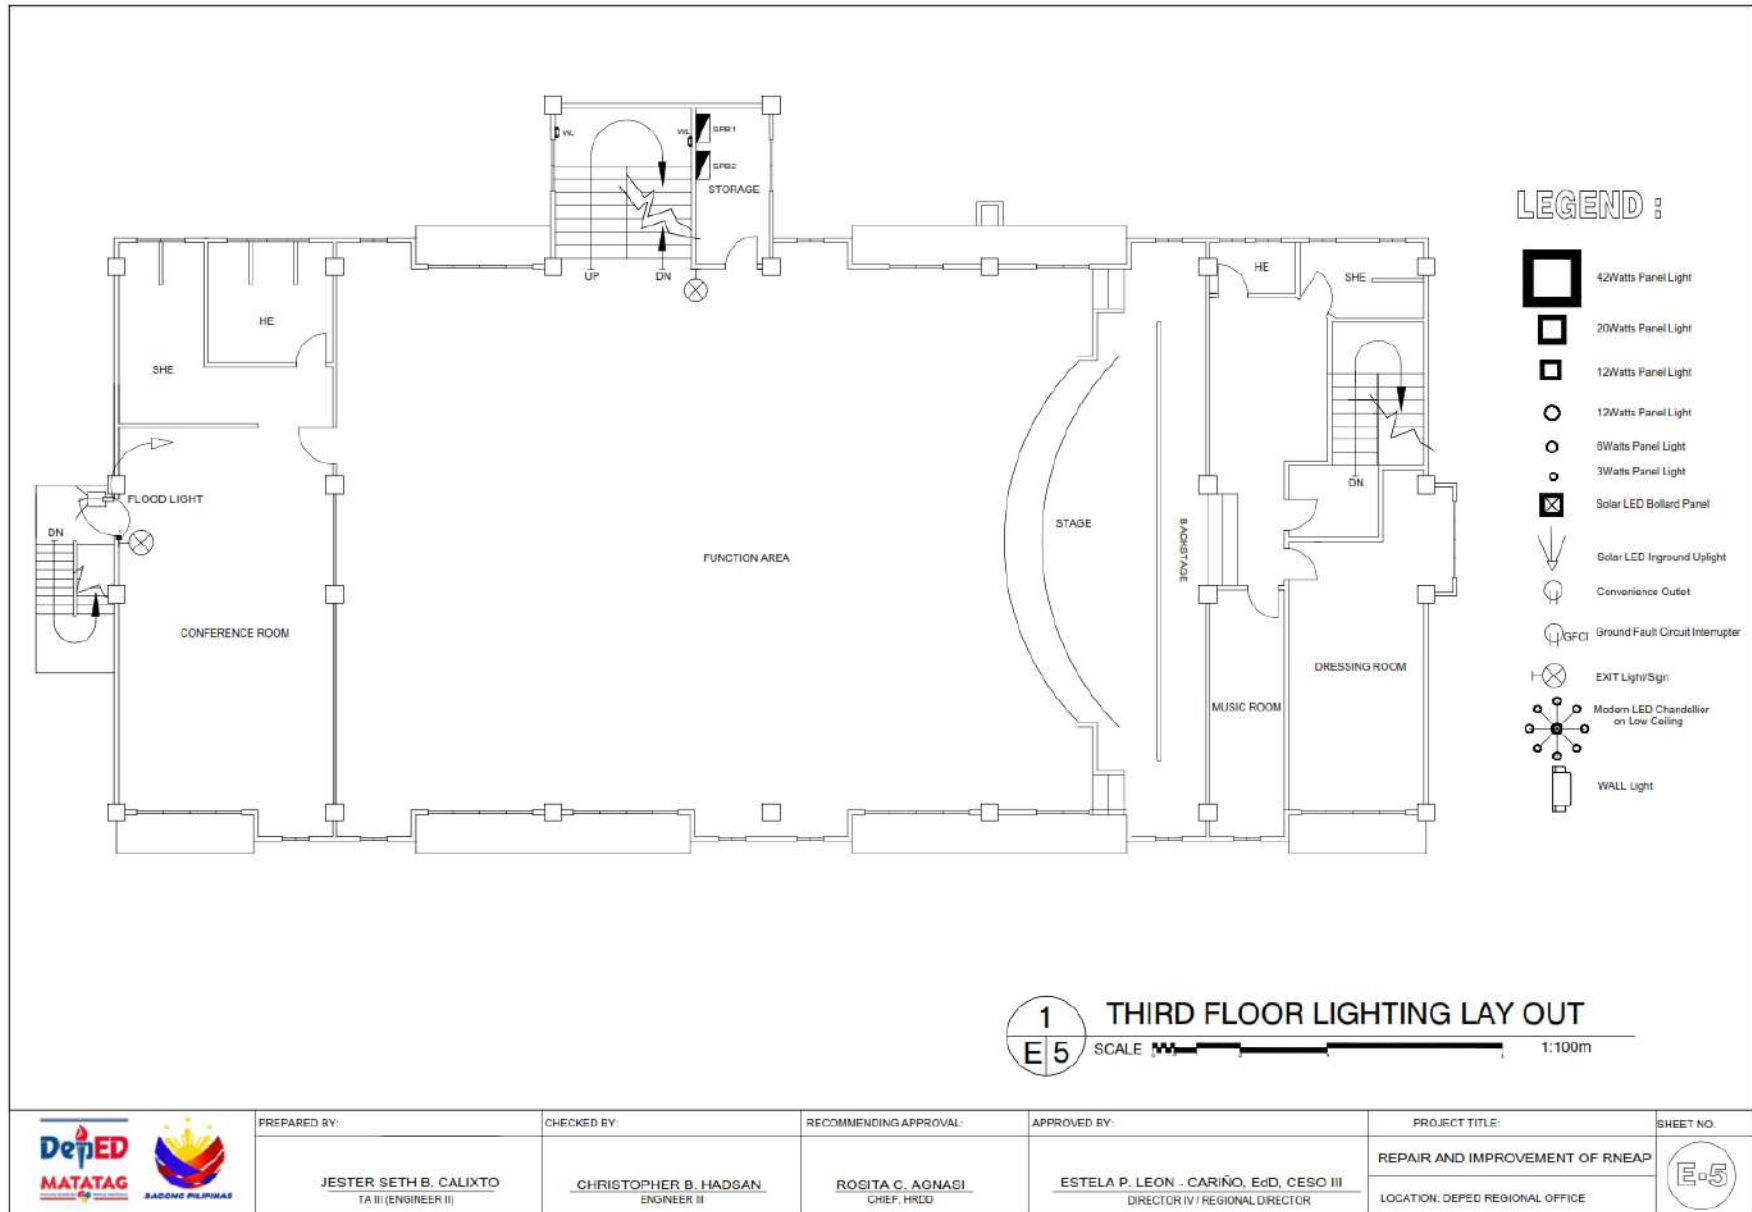 WL
WL
SPB1
SPB2
STORAGE
UP
DN
HE
SHE
HE
SHE
FLOOD LIGHT
DN
CONFERENCE ROOM
FUNCTION AREA
STAGE
BACKSTAGE
DN
DRESSING ROOM
MUSIC ROOM
LEGEND :
42Watts Panel Light
20Watts Panel Light
12Watts Panel Light
12Watts Panel Light
6Watts Panel Light
3Watts Panel Light
Solar LED Bollard Panel
Solar LED Inground Uplight
Convenience Outlet
GFCI Ground Fault Circuit Interrupter
EXIT Light/Sign
Modern LED Chandellier
on Low Ceiling
WALL Light
1
E 5
THIRD FLOOR LIGHTING LAY OUT
SCALE
1:100m
DepED
MATATAG
BAGONG PILIPINAS
PREPARED BY:
JESTER SETH B. CALIXTO
TA III (ENGINEER II)
CHECKED BY:
CHRISTOPHER B. HADSAN
ENGINEER III
RECOMMENDING APPROVAL:
ROSITA C. AGNASI
CHIEF, HRDD
APPROVED BY:
ESTELA P. LEON - CARIÑO, EdD, CESO III
DIRECTOR IV / REGIONAL DIRECTOR
PROJECT TITLE:
REPAIR AND IMPROVEMENT OF RNEAP
LOCATION: DEPED REGIONAL OFFICE
SHEET NO.
E-5